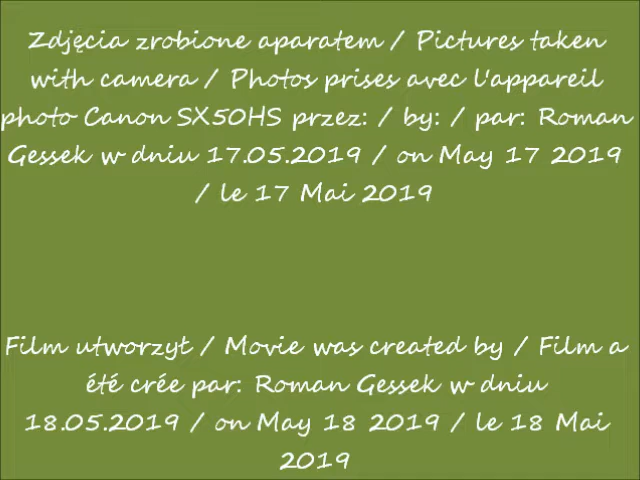 Zdjęcia zrobione aparatem / Pictures taken
with camera / Photos prises avec l'appareil
photo Canon SX50HS przez: / by: / par: Roman
Gessek w dniu 17.05.2019 / on May 17 2019
/ le 17 Mai 2019
Film utworzył / Movie was created by / Film a
été crée par: Roman Gessek w dniu
18.05.2019 / on May 18 2019 / le 18 Mai
2019